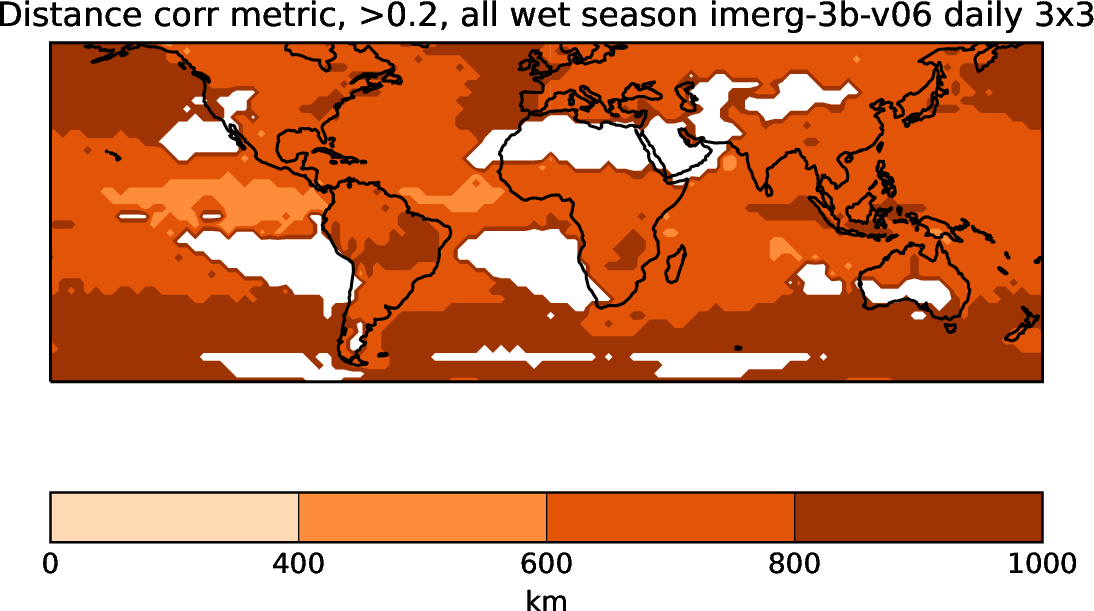 Distance corr metric, >0.2, all wet season imerg-3b-v06 daily 3x3
0 400 600 800 1000
km